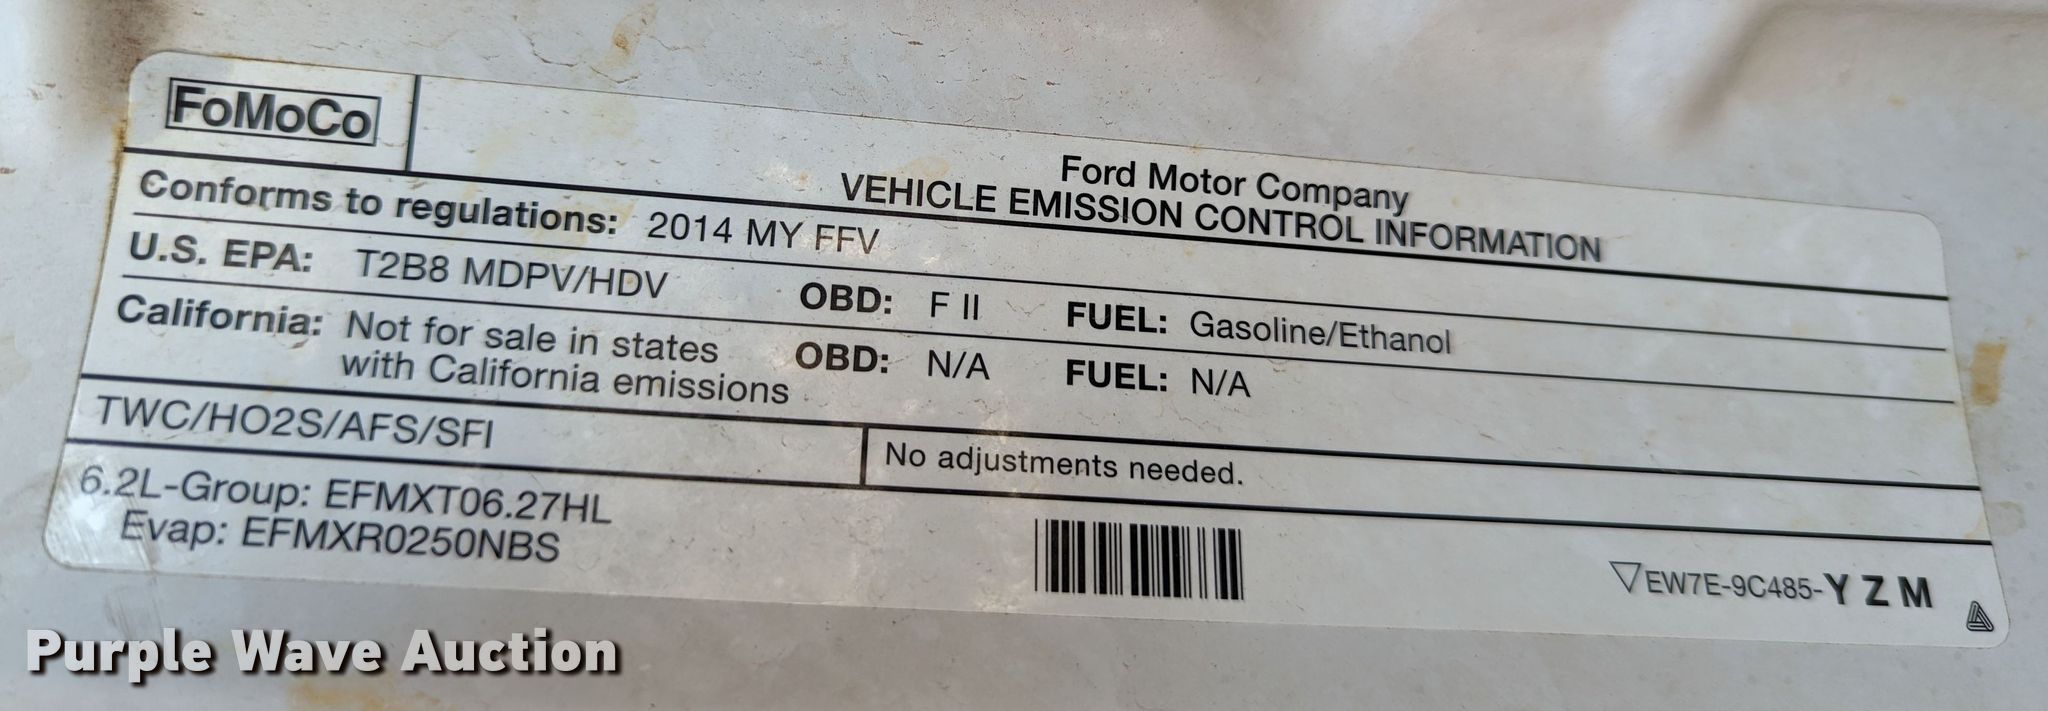 FoMoCo
Ford Motor Company
VEHICLE EMISSION CONTROL INFORMATION
Conforms to regulations: 2014 MY FFV
U.S. EPA: T2B8 MDPV/HDV OBD: F II FUEL: Gasoline/Ethanol
California: Not for sale in states OBD: N/A FUEL: N/A
with California emissions
TWC/HO2S/AFS/SFI
No adjustments needed.
6.2L-Group: EFMXT06.27HL
Evap: EFMXR0250NBS
EW7E-9C485-Y Z M
Purple Wave Auction